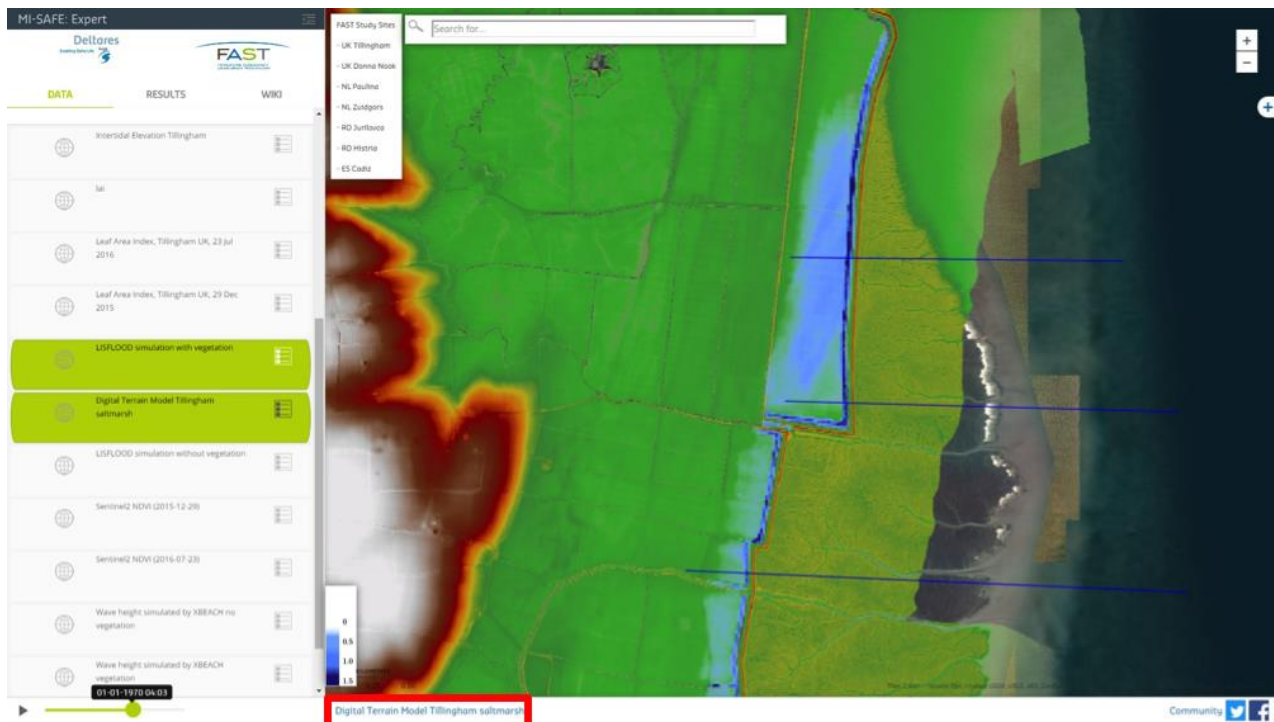 MI-SAFE: Expert
Deltares
FAST
DATA
RESULTS
WIKI
Intertidal Elevation Tillingham
lai
Leaf Area Index, Tillingham UK, 23 Jul
2016
Leaf Area Index, Tillingham UK, 29 Dec
2015
LISFLOOD simulation with vegetation
Digital Terrain Model Tillingham
saltmarsh
LISFLOOD simulation without vegetation
Sentinel2 NDVI (2015-12-29)
Sentinel2 NDVI (2016-07-23)
Wave height simulated by XBEACH no
vegetation
Wave height simulated by XBEACH
vegetation
01-01-1970 04:03
FAST Study Sites
- UK Tillingham
- UK Donna Nook
- NL Paulina
- NL Zuidgors
- RO Jurilovca
- RO Histria
- ES Cadiz
Search for...
+
−
+
0
0.5
1.0
1.5
Digital Terrain Model Tillingham saltmarsh
Community